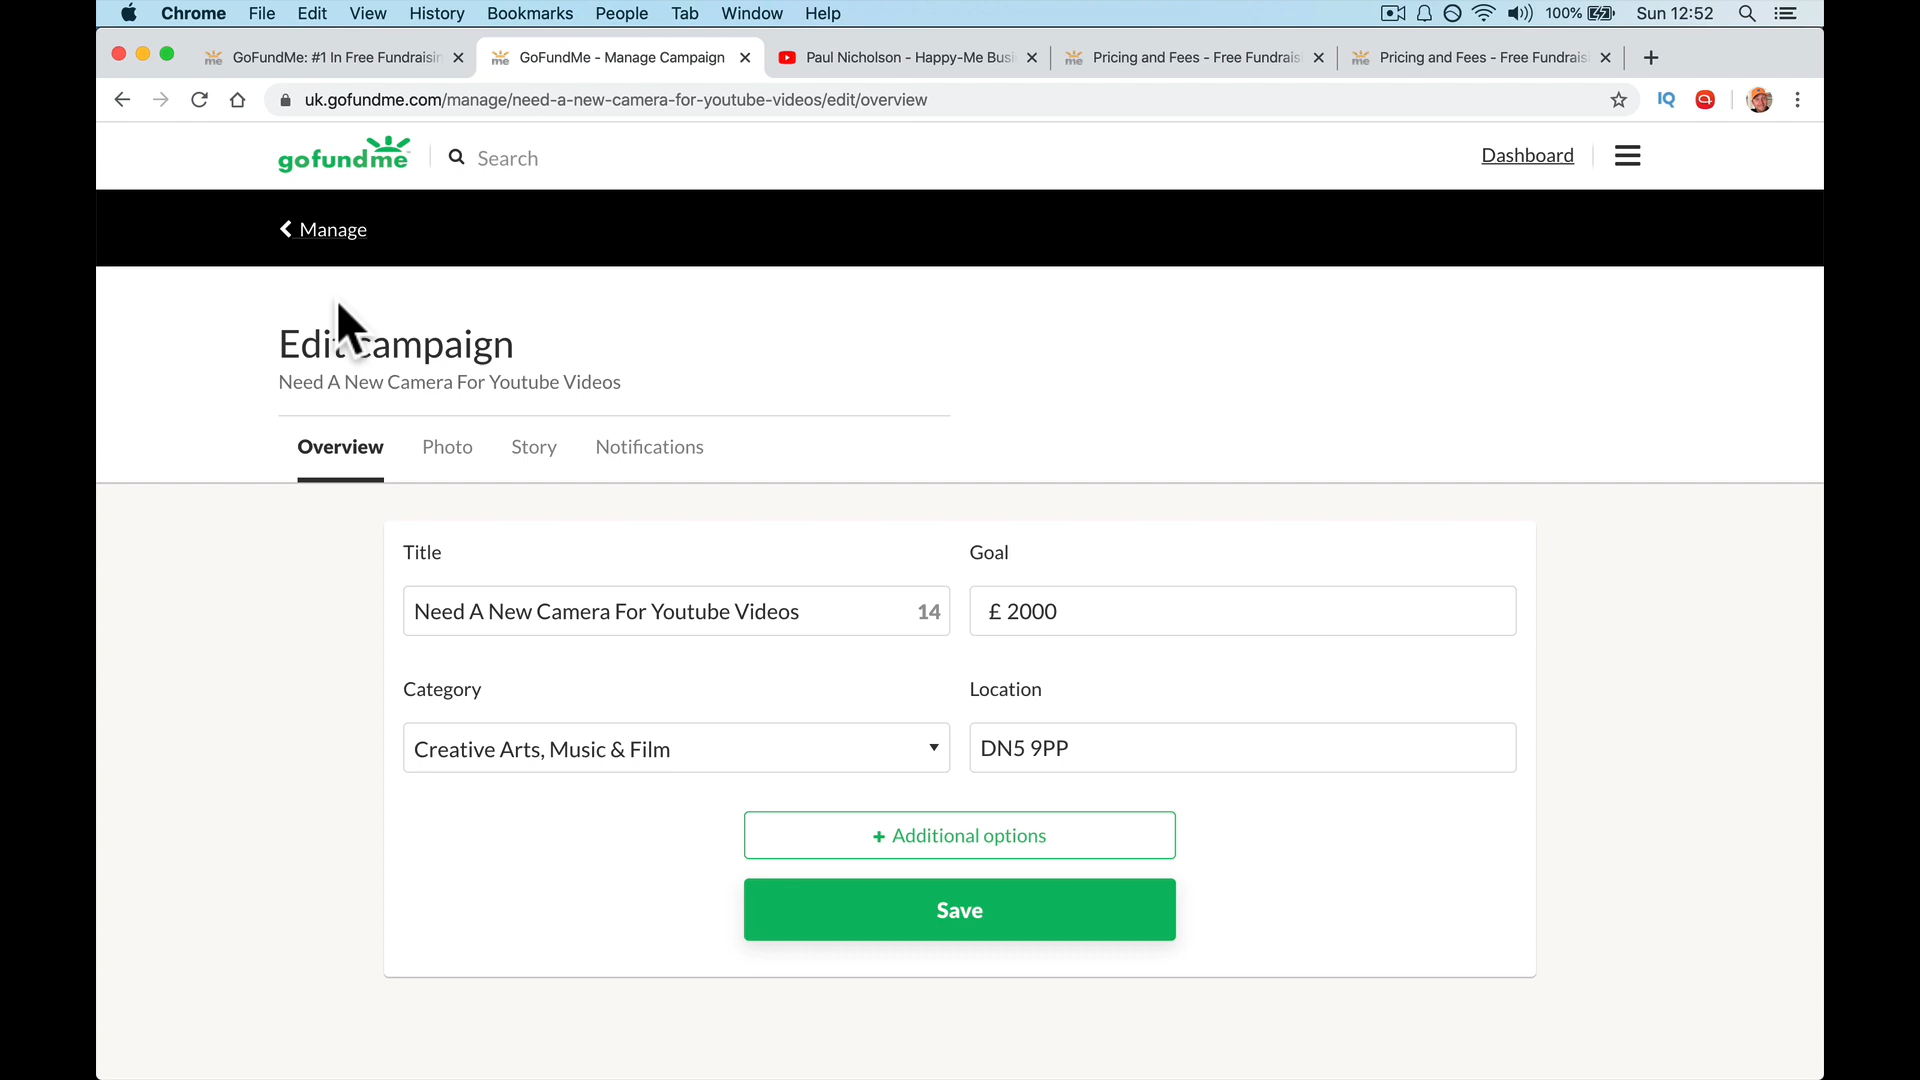 Chrome File Edit View History Bookmarks People Tab Window Help 100% Sun 12:52
GoFundMe: #1 In Free Fundraisin GoFundMe - Manage Campaign Paul Nicholson - Happy-Me Busi Pricing and Fees - Free Fundrais Pricing and Fees - Free Fundrais
uk.gofundme.com/manage/need-a-new-camera-for-youtube-videos/edit/overview IQ
gofundme Search Dashboard
Manage
Edit campaign
Need A New Camera For Youtube Videos
Overview Photo Story Notifications
Title Goal
Need A New Camera For Youtube Videos 14 £ 2000
Category Location
Creative Arts, Music & Film DN5 9PP
+ Additional options
Save